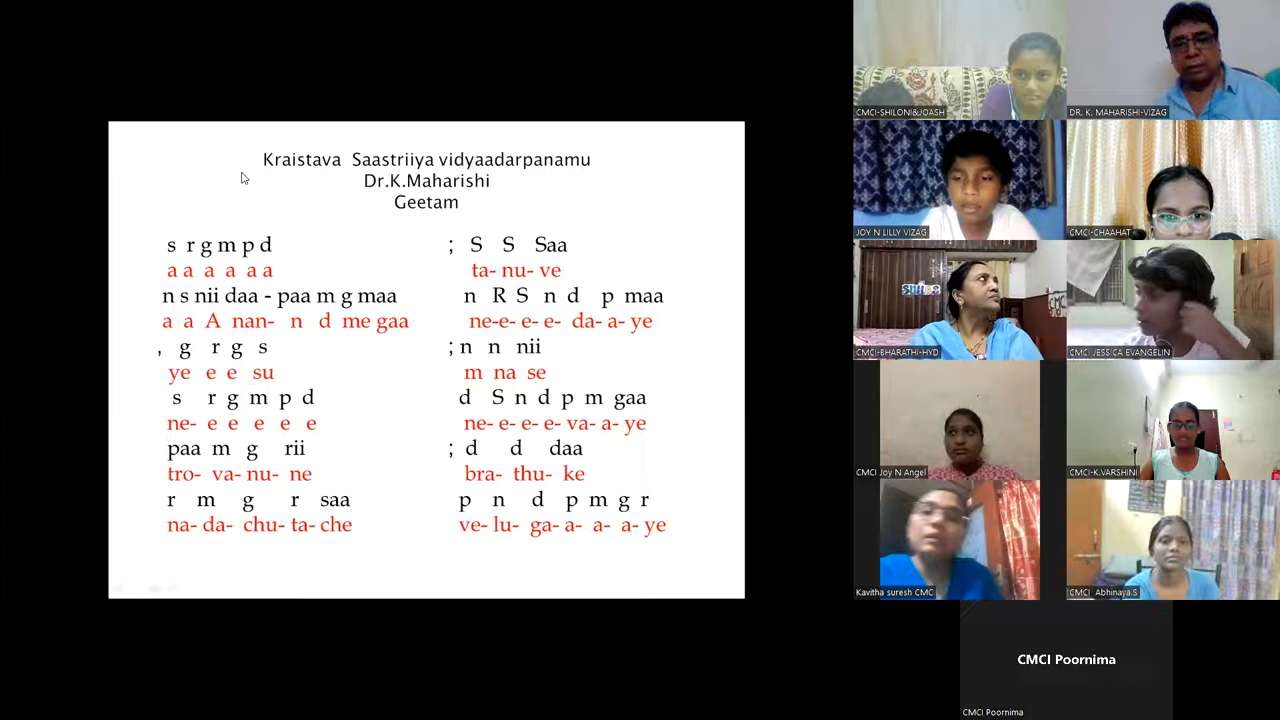 Kraistava Saastriiya vidyaadarpanamu
Dr.K.Maharishi
Geetam
s r g m p d
a a a a a a
n s nii daa - paa m g maa
a a A nan- n d me gaa
, g r g s
ye e e su
s r g m p d
ne- e e e e e
paa m g rii
tro- va- nu- ne
r m g r saa
na- da- chu- ta- che
; S S Saa
ta- nu- ve
n R S n d p maa
ne-e- e- e- da- a- ye
; n n nii
m na se
d S n d p m gaa
ne- e- e- e- va- a- ye
; d d daa
bra- thu- ke
p n d p m g r
ve- lu- ga- a- a- a- ye
CMCI-SHILONI&JOASH
DR. K. MAHARISHI-VIZAG
JOY N LILLY VIZAG
CMCI-CHAAHAT
CMCI-BHARATHI-HYD
CMCI JESSICA EVANGELIN
CMCI Joy N Angel
CMCI-K.VARSHINI
Kavitha suresh CMC
CMCI Abhinaya.S
CMCI Poornima
CMCI Poornima